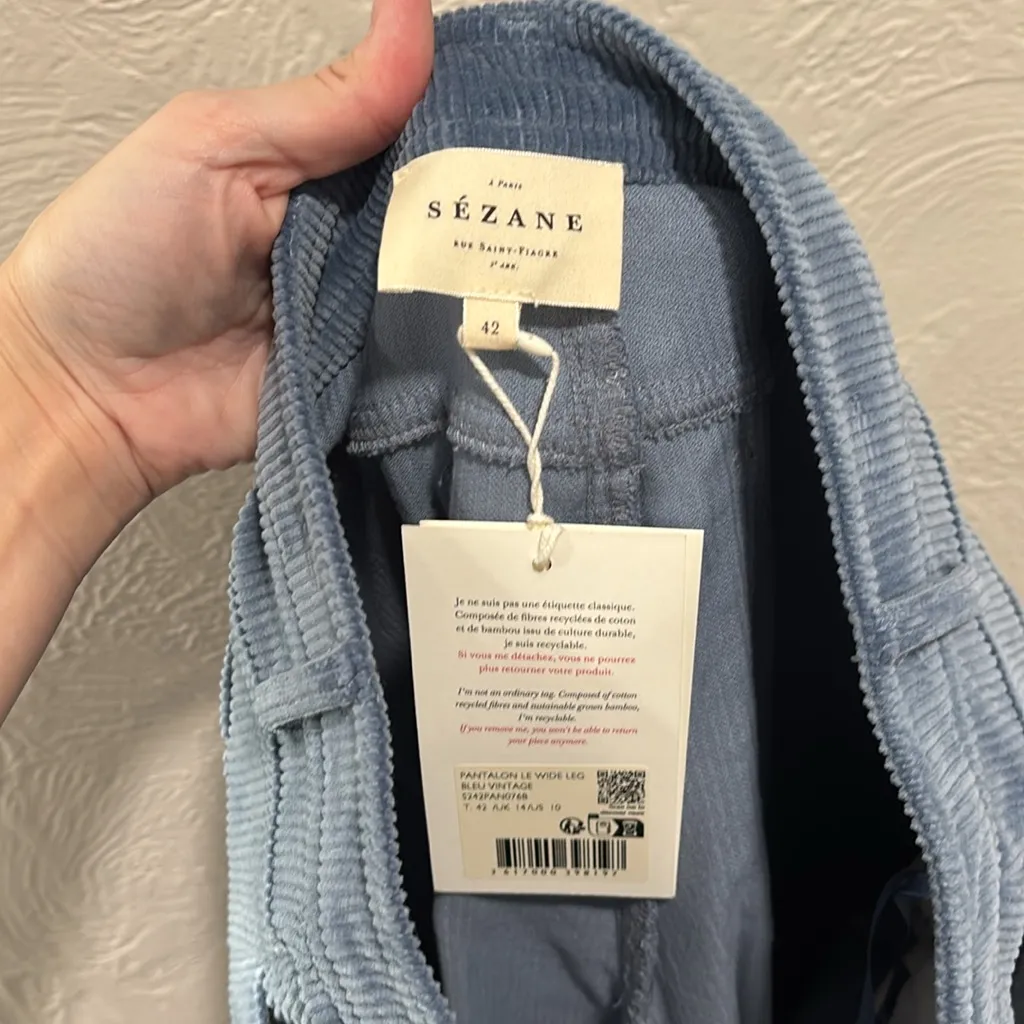 À PARIS
SÉZANE
RUE SAINT-FIACRE
2e ARR.
42
Je ne suis pas une étiquette classique.
Composée de fibres recyclées de coton
et de bambou issu de culture durable,
je suis recyclable.
Si vous me détachez, vous ne pourrez
plus retourner votre produit.
I'm not an ordinary tag. Composed of cotton
recycled fibres and sustainable grown bamboo,
I'm recyclable.
If you remove me, you won't be able to return
your piece anymore.
PANTALON LE WIDE LEG
BLEU VINTAGE
S242PAN076B
T. 42 /UK 14/US 10